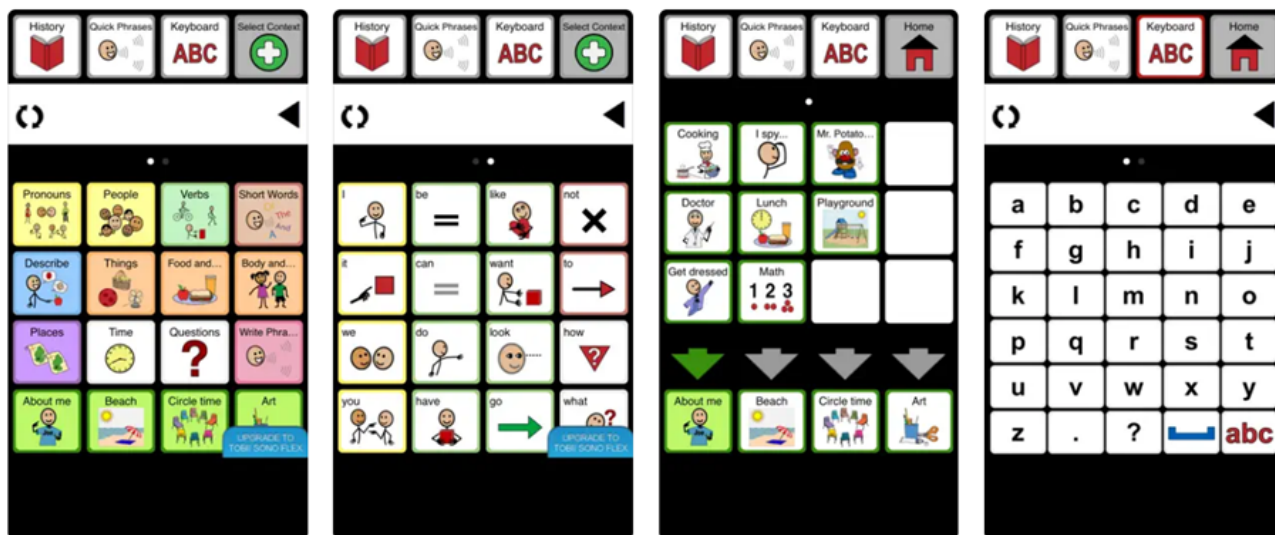 History Quick Phrases Keyboard Select Context
ABC
Pronouns People Verbs Short Words
The
And
A
Describe Things Food and... Body and...
Places Time Questions Write Phra...
?
About me Beach Circle time Art
UPGRADE TO
TOBII SONO FLEX
History Quick Phrases Keyboard Select Context
ABC
I be like not
=
it can want to
=
we do look how
?
you have go what
?
UPGRADE TO
TOBII SONO FLEX
History Quick Phrases Keyboard Home
ABC
Cooking I spy... Mr. Potato...
Doctor Lunch Playground
Get dressed Math
1 2 3
About me Beach Circle time Art
History Quick Phrases Keyboard Home
ABC
a b c d e
f g h i j
k l m n o
p q r s t
u v w x y
z . ? abc